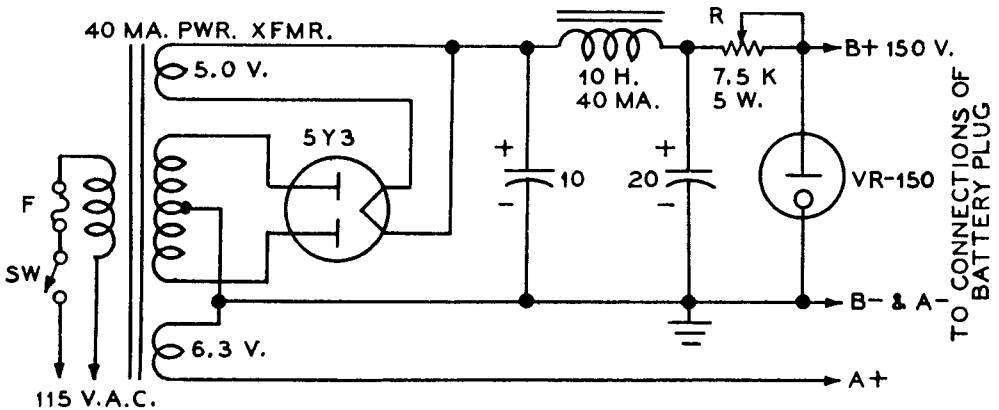 40 MA. PWR. XFMR.
5.0 V.
5Y3
F
SW
6.3 V.
115 V.A.C.
+
10
-
10 H.
40 MA.
+
20
-
R
7.5 K
5 W.
VR-150
B+ 150 V.
B- & A-
A+
TO CONNECTIONS OF
BATTERY PLUG